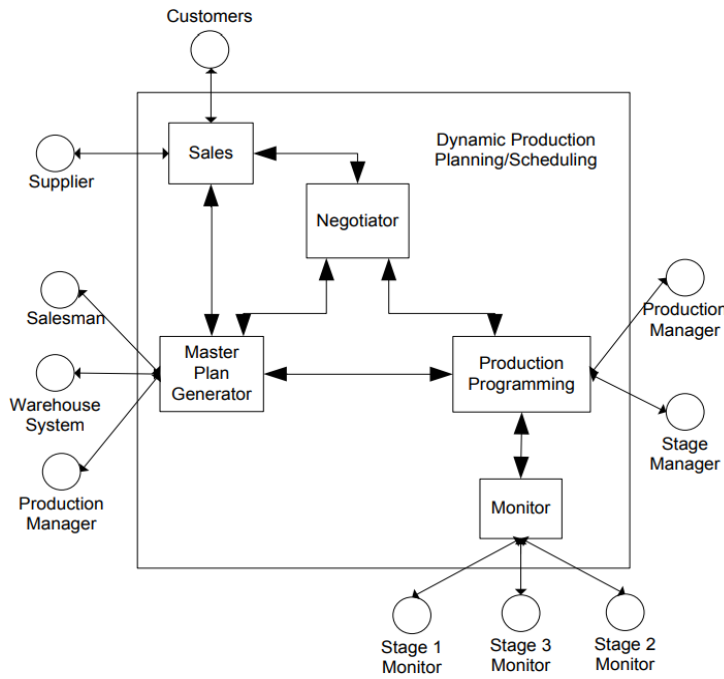 Customers
Sales
Dynamic Production
Planning/Scheduling
Supplier
Negotiator
Salesman
Production
Manager
Master
Plan
Generator
Production
Programming
Warehouse
System
Stage
Manager
Production
Manager
Monitor
Stage 1
Monitor
Stage 3
Monitor
Stage 2
Monitor